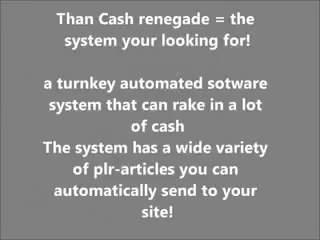 Than Cash renegade = the
system your looking for!
a turnkey automated sotware
system that can rake in a lot
of cash
The system has a wide variety
of plr-articles you can
automatically send to your
site!